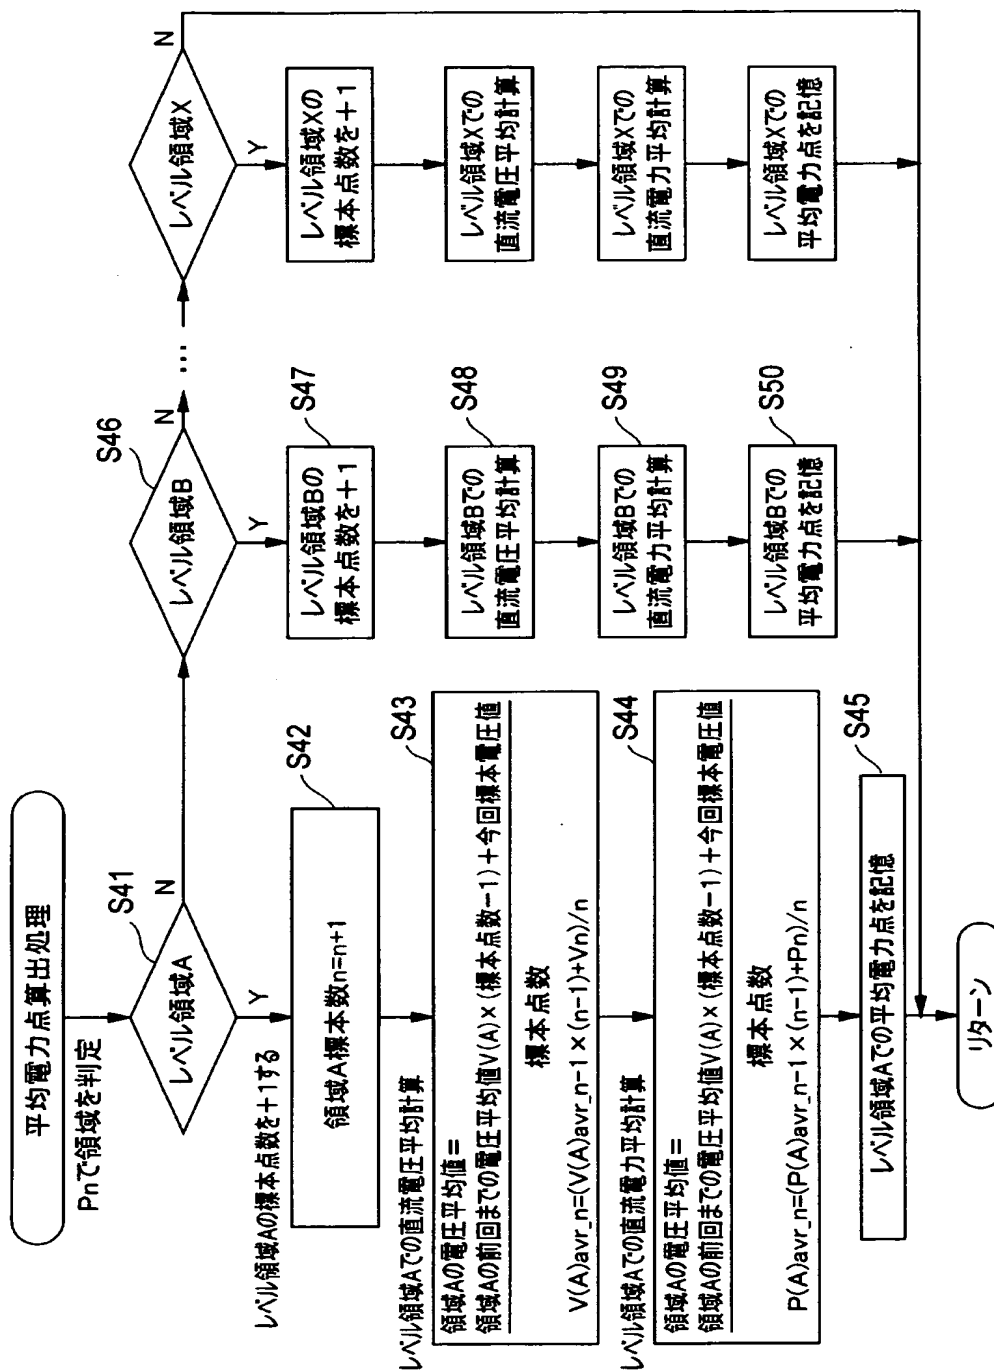 平均電力点算出処理
Pnで領域を判定
レベル領域A
S41
N
Y
レベル領域Aの標本点数を+1する
領域A標本数n=n+1
S42
レベル領域Aでの直流電圧平均計算
S43
領域Aの電圧平均値=
領域Aの前回までの電圧平均値V(A)×(標本点数-1)+今回標本電圧値
標本点数
V(A)avr_n=(V(A)avr_n-1×(n-1)+Vn)/n
レベル領域Aでの直流電力平均計算
S44
領域Aの電圧平均値=
領域Aの前回までの電圧平均値V(A)×(標本点数-1)+今回標本電圧値
標本点数
P(A)avr_n=(P(A)avr_n-1×(n-1)+Pn)/n
S45
レベル領域Aでの平均電力点を記憶
リターン
レベル領域B
S46
N
Y
レベル領域Bの
標本点数を+1
S47
レベル領域Bでの
直流電圧平均計算
S48
レベル領域Bでの
直流電力平均計算
S49
レベル領域Bでの
平均電力点を記憶
S50
…
レベル領域X
N
Y
レベル領域Xの
標本点数を+1
レベル領域Xでの
直流電圧平均計算
レベル領域Xでの
直流電力平均計算
レベル領域Xでの
平均電力点を記憶